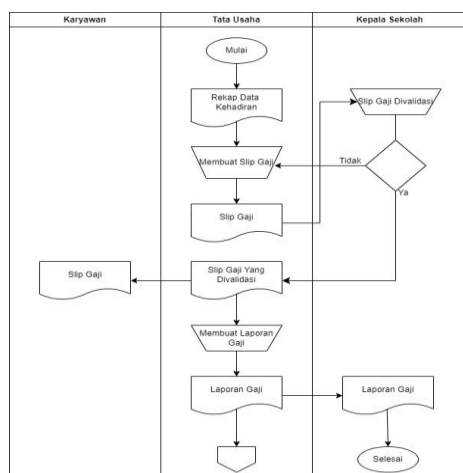 Karyawan
Tata Usaha
Kepala Sekolah
Mulai
Rekap Data
Kehadiran
Slip Gaji Divalidasi
Membuat Slip Gaji
Tidak
Ya
Slip Gaji
Slip Gaji
Slip Gaji Yang
Divalidasi
Membuat Laporan
Gaji
Laporan Gaji
Laporan Gaji
Selesai